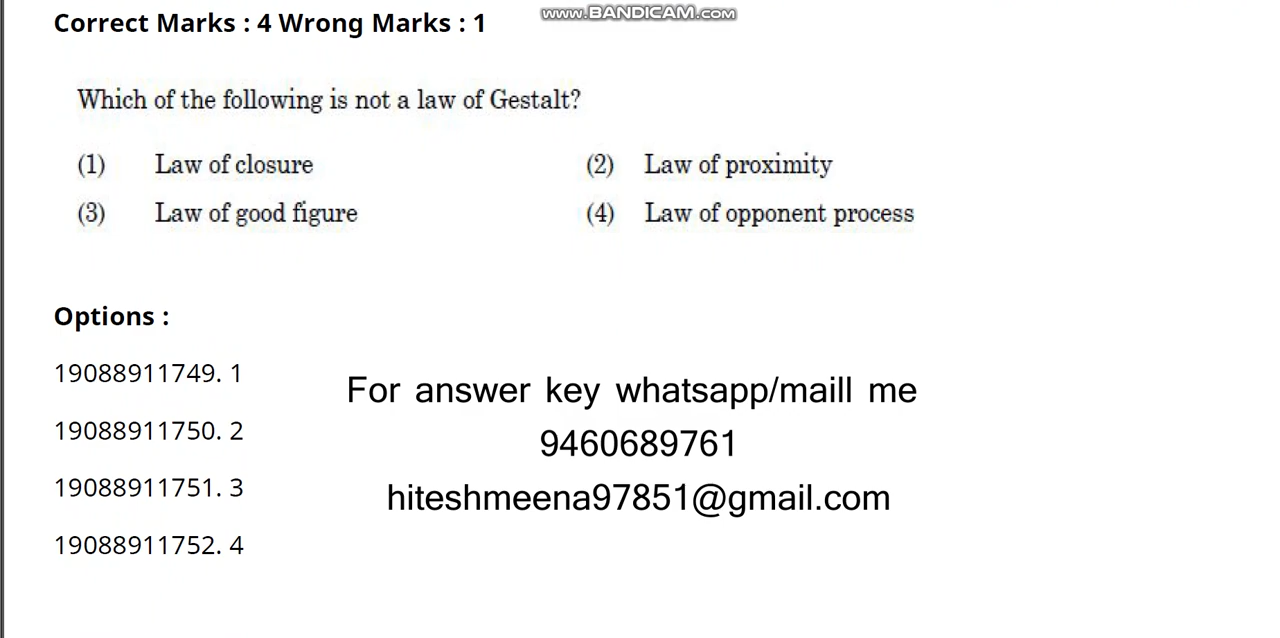 www.BANDICAM.com
Correct Marks : 4 Wrong Marks : 1
Which of the following is not a law of Gestalt?
(1) Law of closure (2) Law of proximity
(3) Law of good figure (4) Law of opponent process
Options :
19088911749. 1
For answer key whatsapp/maill me
19088911750. 2
9460689761
19088911751. 3
hiteshmeena97851@gmail.com
19088911752. 4